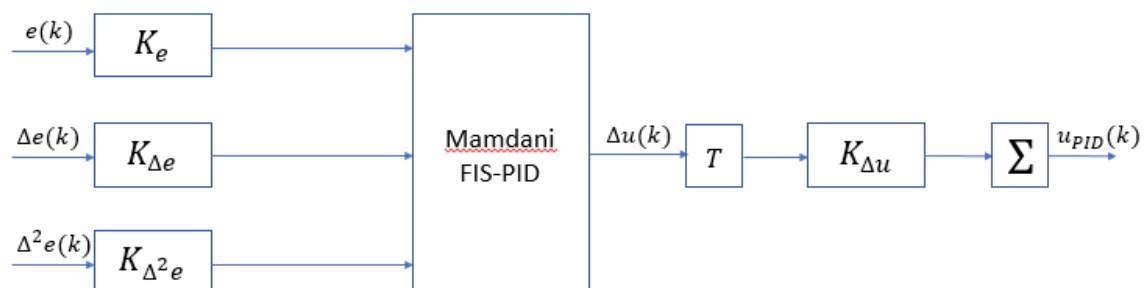 e(k)
K_e
Δe(k)
K_Δe
Δ²e(k)
K_Δ²e
Mamdani
FIS-PID
Δu(k)
T
K_Δu
Σ
u_PID(k)